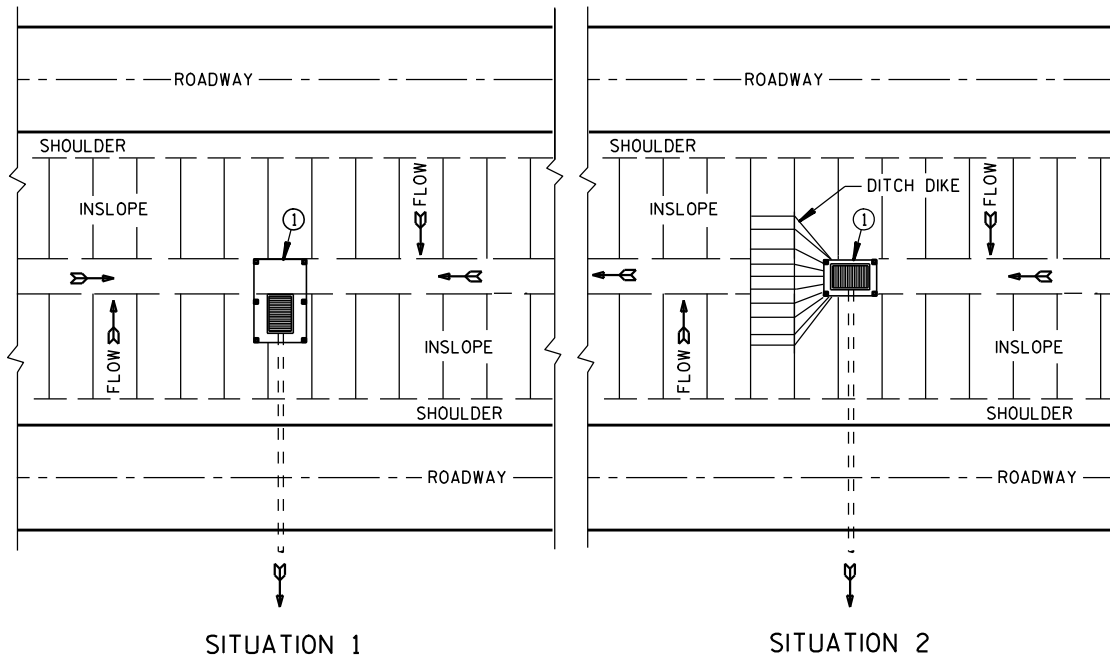 ROADWAY
SHOULDER
INSLOPE
FLOW
1
FLOW
INSLOPE
SHOULDER
ROADWAY
SITUATION 1
ROADWAY
SHOULDER
INSLOPE
DITCH DIKE
FLOW
1
FLOW
INSLOPE
SHOULDER
ROADWAY
SITUATION 2